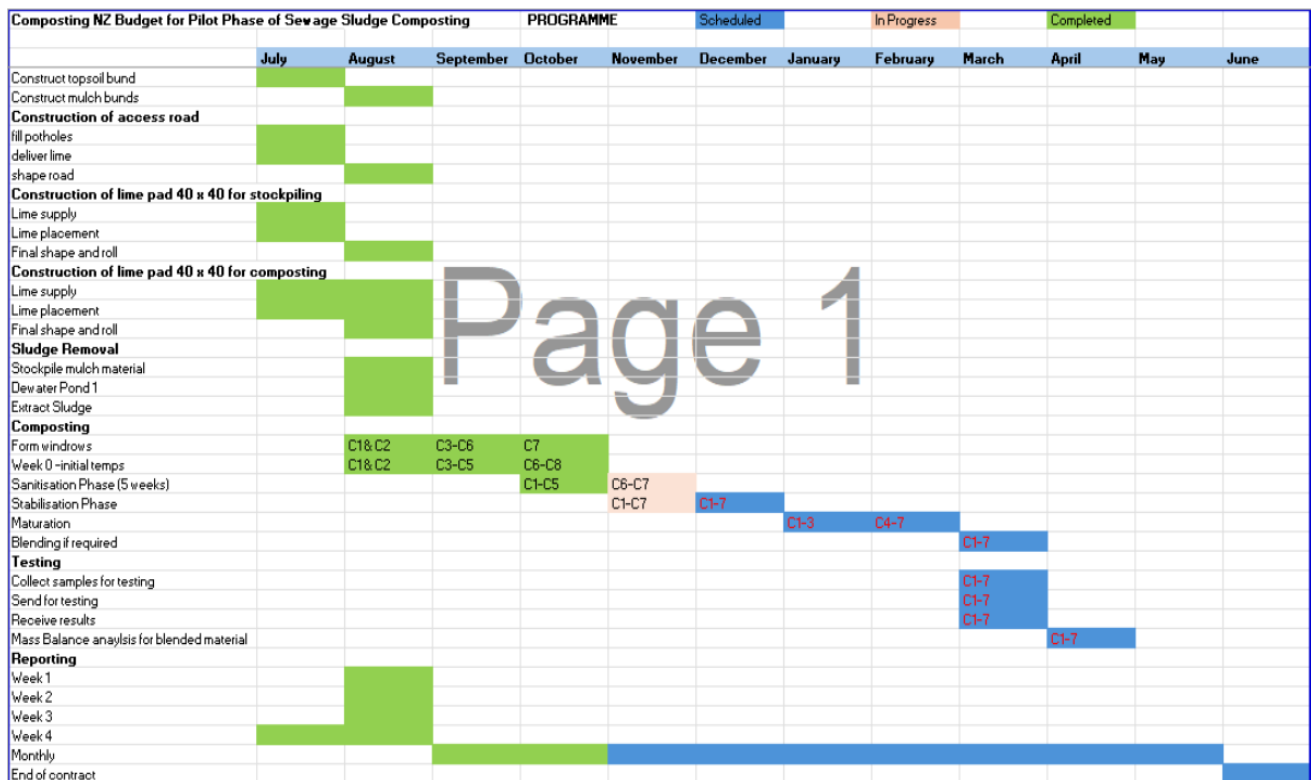 Composting NZ Budget for Pilot Phase of Sewage Sludge Composting PROGRAMME Scheduled In Progress Completed
July August September October November December January February March April May June
Construct topsoil bund
Construct mulch bunds
Construction of access road
fill potholes
deliver lime
shape road
Construction of lime pad 40 x 40 for stockpiling
Lime supply
Lime placement
Final shape and roll
Construction of lime pad 40 x 40 for composting
Lime supply
Lime placement
Final shape and roll
Sludge Removal
Stockpile mulch material
Dewater Pond 1
Extract Sludge
Composting
Form windrows C1& C2 C3-C6 C7
Week 0 -initial temps C1& C2 C3-C5 C6-C8
Sanitisation Phase (5 weeks) C1-C5 C6-C7
Stabilisation Phase C1-C7 C1-7
Maturation C1-3 C4-7
Blending if required C1-7
Testing
Collect samples for testing C1-7
Send for testing C1-7
Receive results C1-7
Mass Balance anaylsis for blended material C1-7
Reporting
Week 1
Week 2
Week 3
Week 4
Monthly
End of contract
Page 1